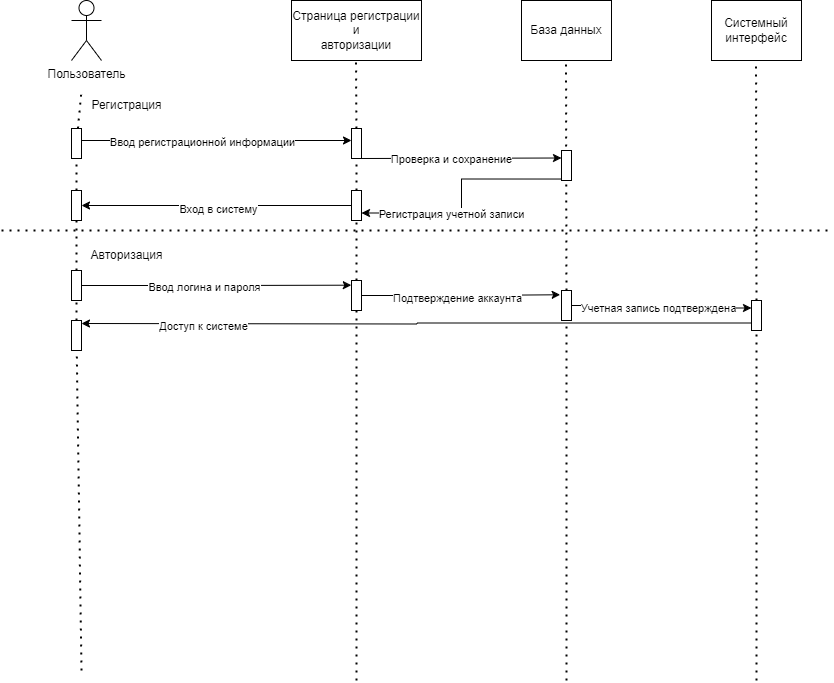 Страница регистрации
и
авторизации
База данных
Системный
интерфейс
Пользователь
Регистрация
Ввод регистрационной информации
Проверка и сохранение
Вход в систему
Регистрация учетной записи
Авторизация
Ввод логина и пароля
Подтверждение аккаунта
Учетная запись подтверждена
Доступ к системе